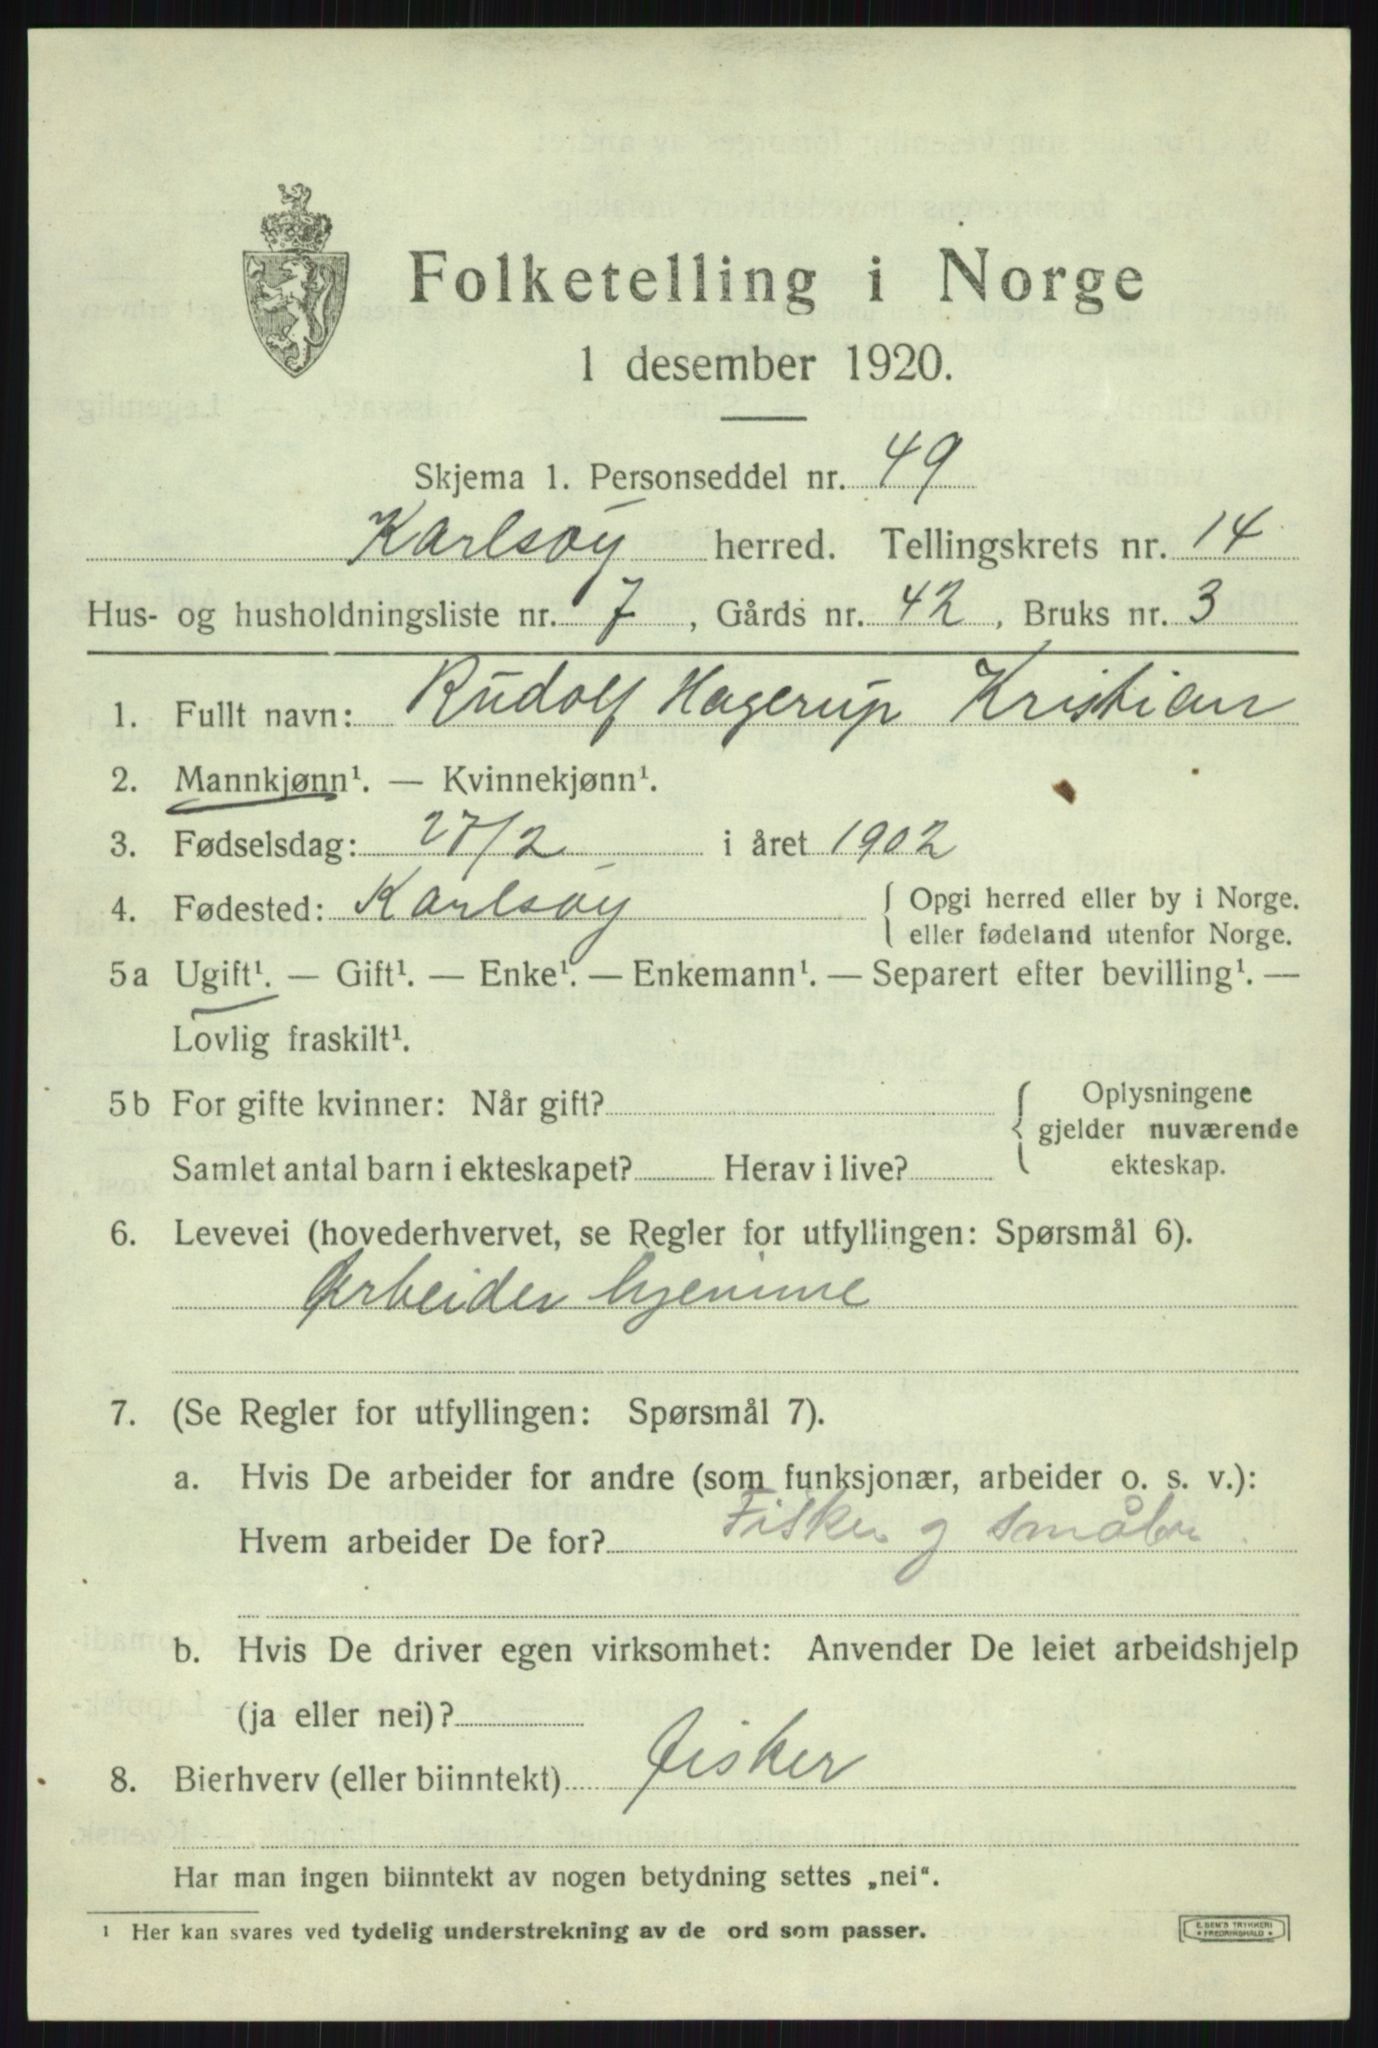 Folketelling i Norge
1 desember 1920.
Skjema 1. Personseddel nr. 49
Karlsøy herred. Tellingskrets nr. 14
Hus- og husholdningsliste nr. 7, Gårds nr. 42, Bruks nr. 3
1. Fullt navn: Rudolf Hagerup Kristian
2. Mannkjønn¹. — Kvinnekjønn¹.
3. Fødselsdag: 27/2 i året 1902
4. Fødested: Karlsøy { Opgi herred eller by i Norge.
eller fødeland utenfor Norge.
5a Ugift¹. — Gift¹. — Enke¹. — Enkemann¹. — Separert efter bevilling¹. —
Lovlig fraskilt¹.
5b For gifte kvinner: Når gift? { Oplysningene
gjelder nuværende
Samlet antal barn i ekteskapet? Herav i live? ekteskap.
6. Levevei (hovederhvervet, se Regler for utfyllingen: Spørsmål 6).
Arbeider hjemme
7. (Se Regler for utfyllingen: Spørsmål 7).
a. Hvis De arbeider for andre (som funksjonær, arbeider o. s. v.):
Hvem arbeider De for? Fisker og småbr
b. Hvis De driver egen virksomhet: Anvender De leiet arbeidshjelp
(ja eller nei)?
8. Bierhverv (eller biinntekt) fisker
Har man ingen biinntekt av nogen betydning settes „nei“.
¹ Her kan svares ved tydelig understrekning av de ord som passer.
E. SEM'S TRYKKERI
FREDRIKSHALD